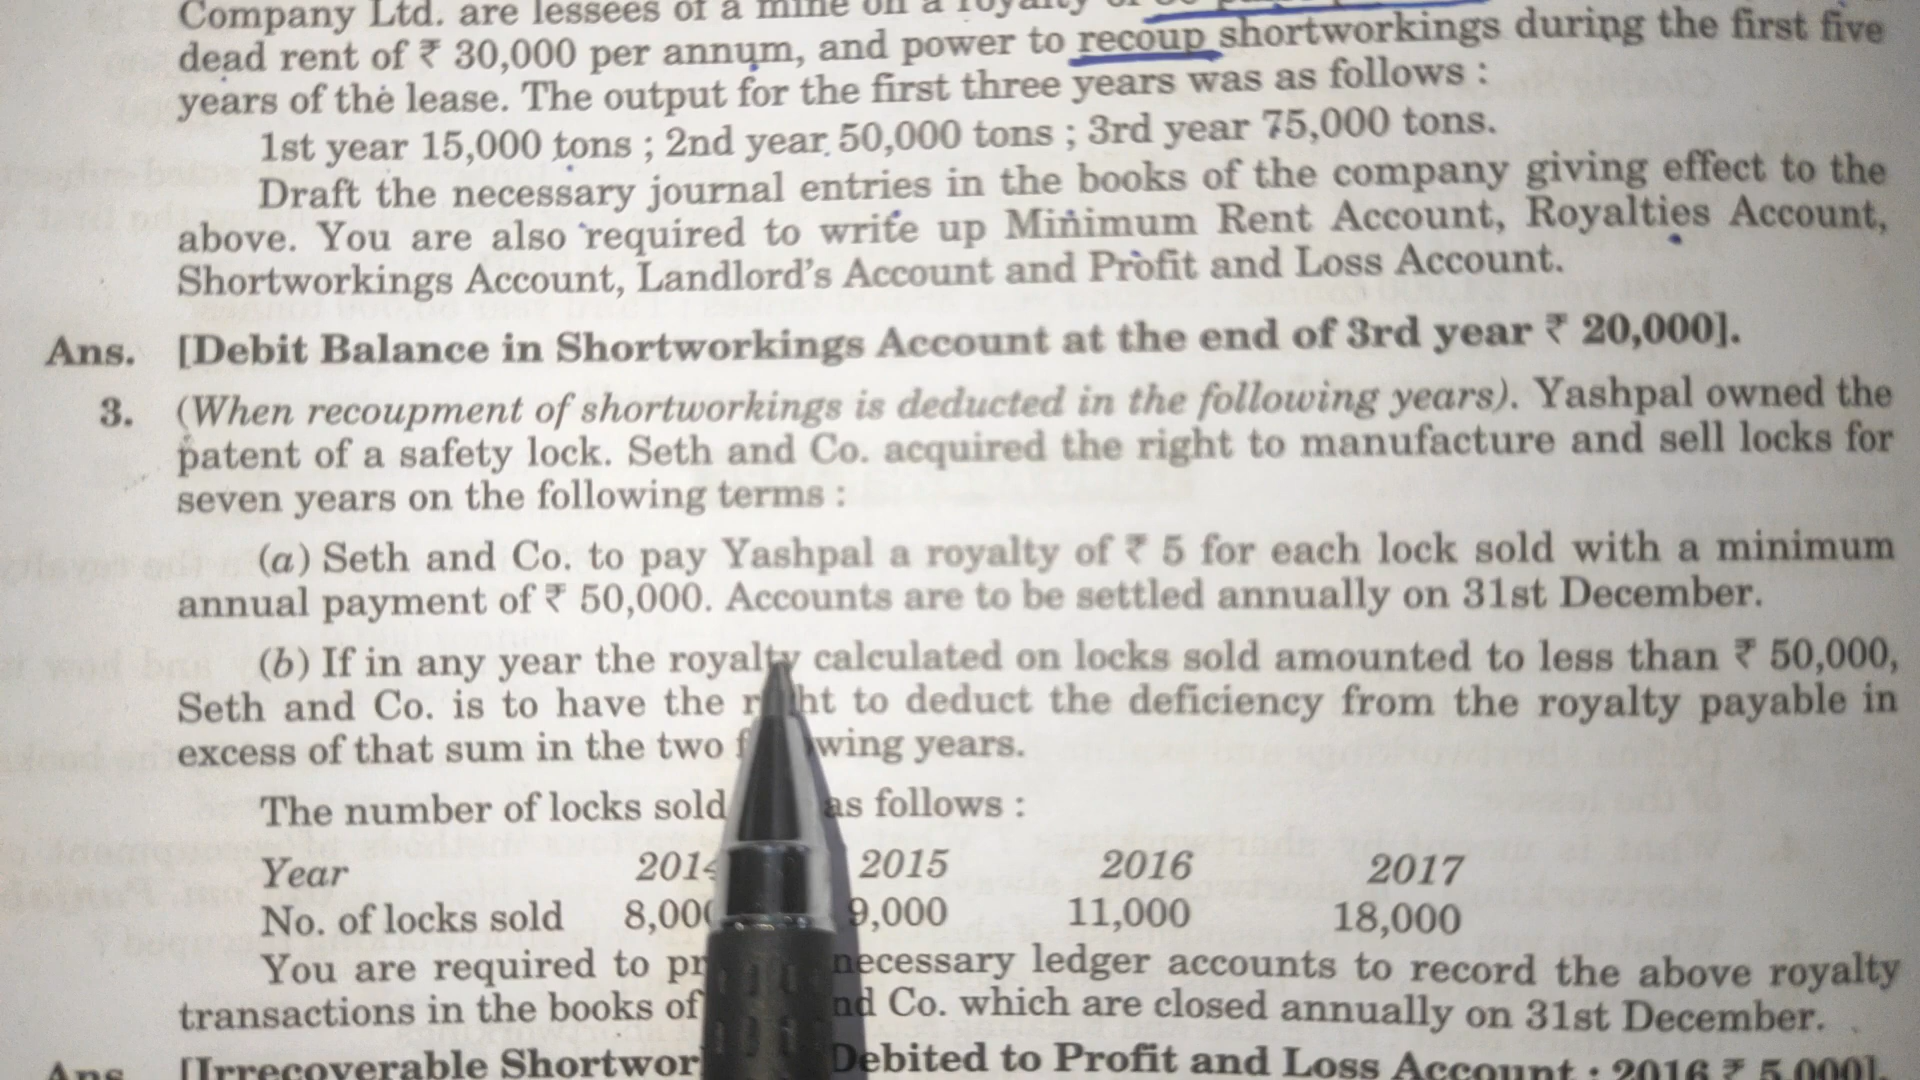 Company Ltd. are lessees of a mine on a royalty of
dead rent of ₹ 30,000 per annum, and power to recoup shortworkings during the first five
years of the lease. The output for the first three years was as follows :
1st year 15,000 tons ; 2nd year 50,000 tons ; 3rd year 75,000 tons.
Draft the necessary journal entries in the books of the company giving effect to the
above. You are also required to write up Minimum Rent Account, Royalties Account,
Shortworkings Account, Landlord's Account and Profit and Loss Account.
Ans. [Debit Balance in Shortworkings Account at the end of 3rd year ₹ 20,000].
3. (When recoupment of shortworkings is deducted in the following years). Yashpal owned the
patent of a safety lock. Seth and Co. acquired the right to manufacture and sell locks for
seven years on the following terms :
(a) Seth and Co. to pay Yashpal a royalty of ₹ 5 for each lock sold with a minimum
annual payment of ₹ 50,000. Accounts are to be settled annually on 31st December.
(b) If in any year the royalty calculated on locks sold amounted to less than ₹ 50,000,
Seth and Co. is to have the right to deduct the deficiency from the royalty payable in
excess of that sum in the two years.
The number of locks sold as follows :
Year 2014 2015 2016 2017
No. of locks sold 8,000 9,000 11,000 18,000
You are required to necessary ledger accounts to record the above royalty
transactions in the books of Co. which are closed annually on 31st December.
Ans. [Irrecoverable Debited to Profit and Loss Account : 2016 ₹ 5,000].